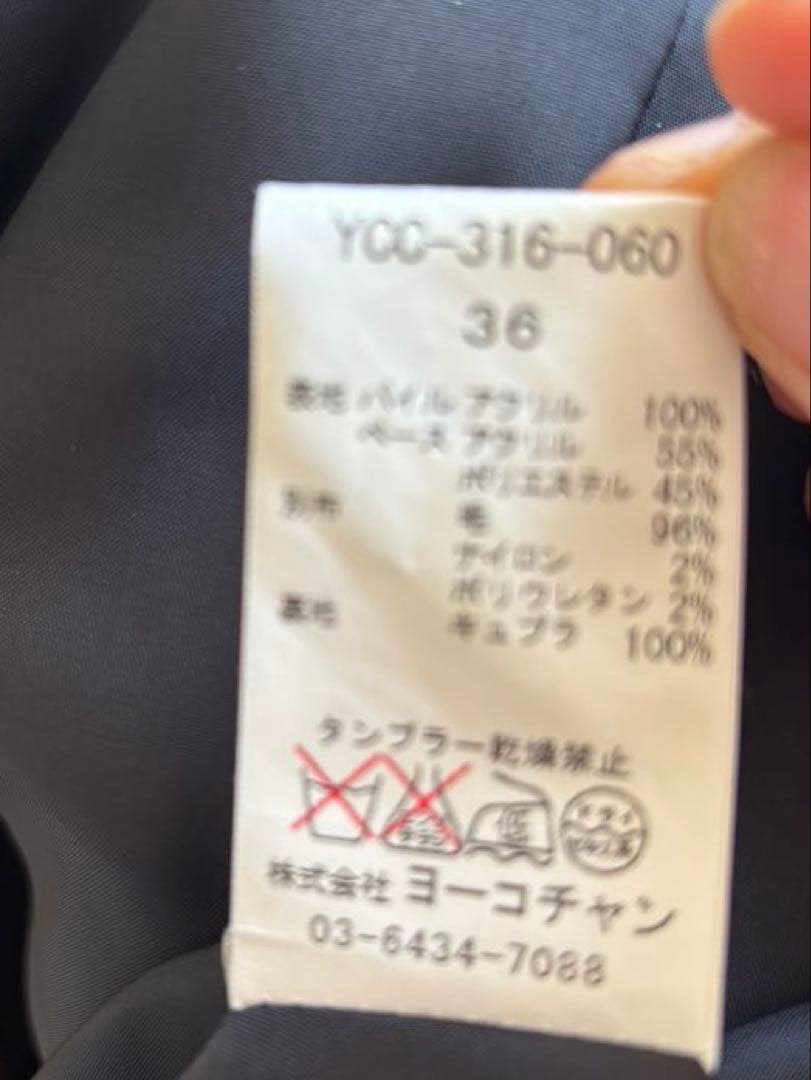 YCC-316-060
36
表地 パイル アクリル 100%
ベース アクリル 55%
ポリエステル 45%
別布 毛 96%
ナイロン 2%
ポリウレタン 2%
裏地 キュプラ 100%
タンブラー乾燥禁止
低
株式会社 ヨーコチャン
03-6434-7088